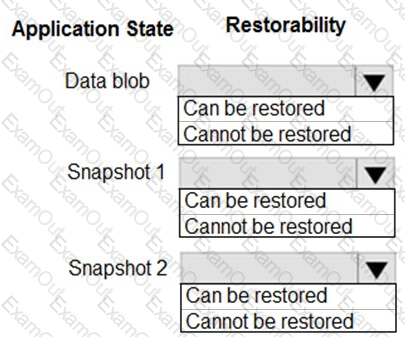 Application State Restorability
Data blob
Can be restored
Cannot be restored
Snapshot 1
Can be restored
Cannot be restored
Snapshot 2
Can be restored
Cannot be restored